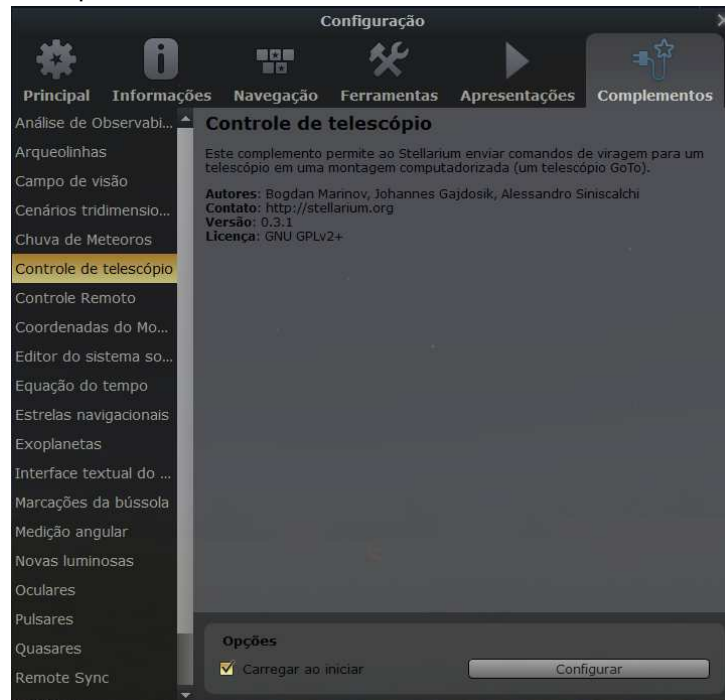 Configuração
Principal Informações Navegação Ferramentas Apresentações Complementos
Análise de Observabi...
Arqueolinhas
Campo de visão
Cenários tridimensio...
Chuva de Meteoros
Controle de telescópio
Controle Remoto
Coordenadas do Mo...
Editor do sistema so...
Equação do tempo
Estrelas navigacionais
Exoplanetas
Interface textual do ...
Marcações da bússola
Medição angular
Novas luminosas
Oculares
Pulsares
Quasares
Remote Sync
Controle de telescópio
Este complemento permite ao Stellarium enviar comandos de viragem para um
telescópio em uma montagem computadorizada (um telescópio GoTo).
Autores: Bogdan Marinov, Johannes Gajdosik, Alessandro Siniscalchi
Contato: http://stellarium.org
Versão: 0.3.1
Licença: GNU GPLv2+
Opções
Carregar ao iniciar
Configurar